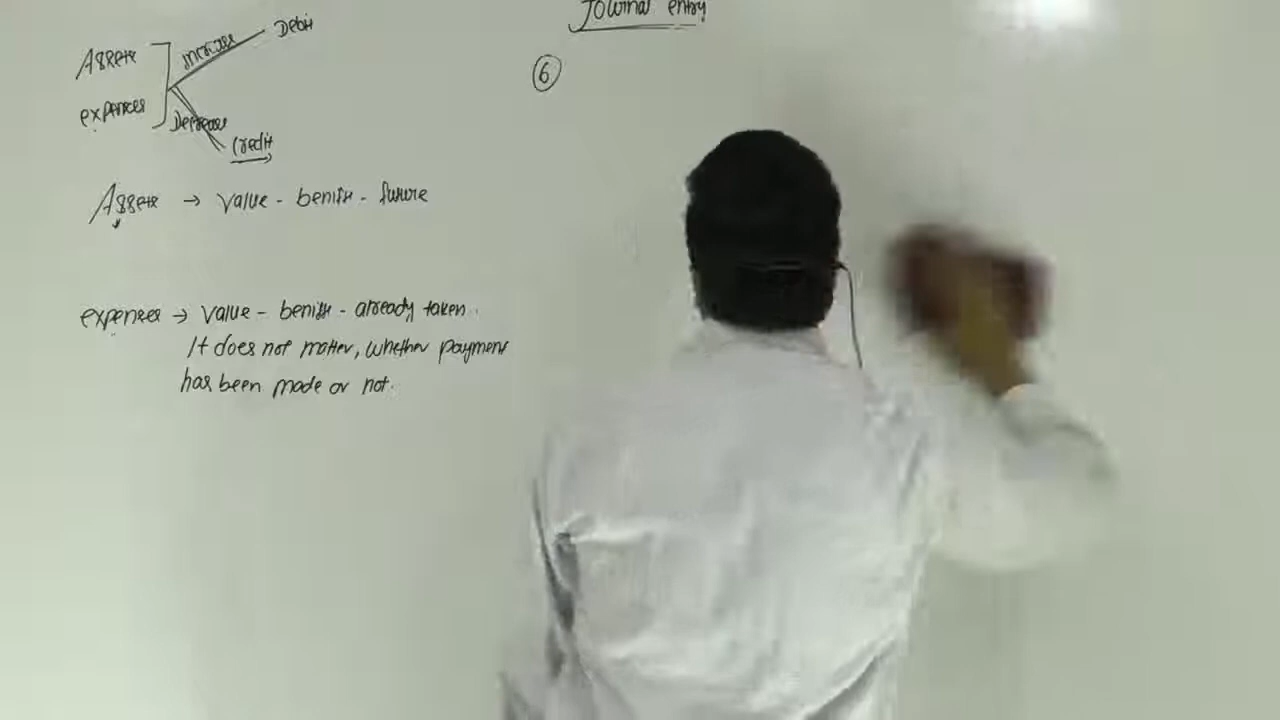 Journal entry
Assets
increase
Debit
expenses
Decrease
Credit
Assets → value - benifit - future
6
expenses → value - benifit - already taken.
It does not matter, whether payment
has been made or not.